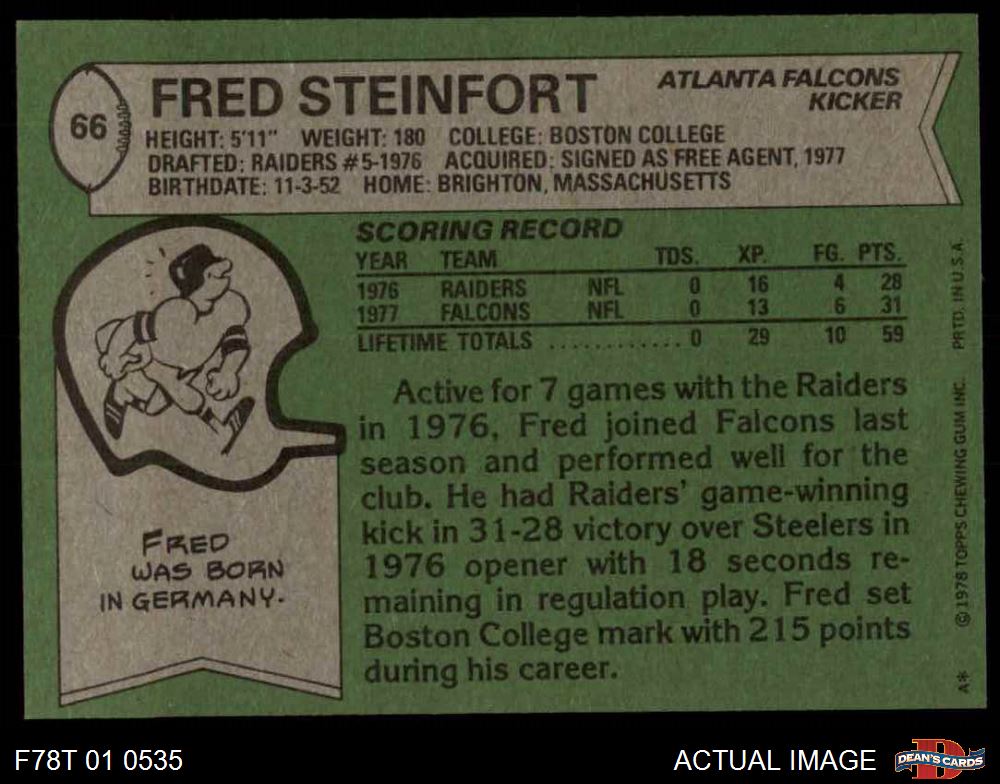 66
FRED STEINFORT
ATLANTA FALCONS
KICKER
HEIGHT: 5'11" WEIGHT: 180 COLLEGE: BOSTON COLLEGE
DRAFTED: RAIDERS #5-1976 ACQUIRED: SIGNED AS FREE AGENT, 1977
BIRTHDATE: 11-3-52 HOME: BRIGHTON, MASSACHUSETTS
SCORING RECORD
YEAR TEAM TDS. XP. FG. PTS.
1976 RAIDERS NFL 0 16 4 28
1977 FALCONS NFL 0 13 6 31
LIFETIME TOTALS ............ 0 29 10 59
Active for 7 games with the Raiders
in 1976, Fred joined Falcons last
season and performed well for the
club. He had Raiders' game-winning
kick in 31-28 victory over Steelers in
1976 opener with 18 seconds re-
maining in regulation play. Fred set
Boston College mark with 215 points
during his career.
FRED
WAS BORN
IN GERMANY.
A* © 1978 TOPPS CHEWING GUM INC. PRTD. IN U.S.A.
F78T 01 0535
ACTUAL IMAGE
D
DEAN'S CARDS